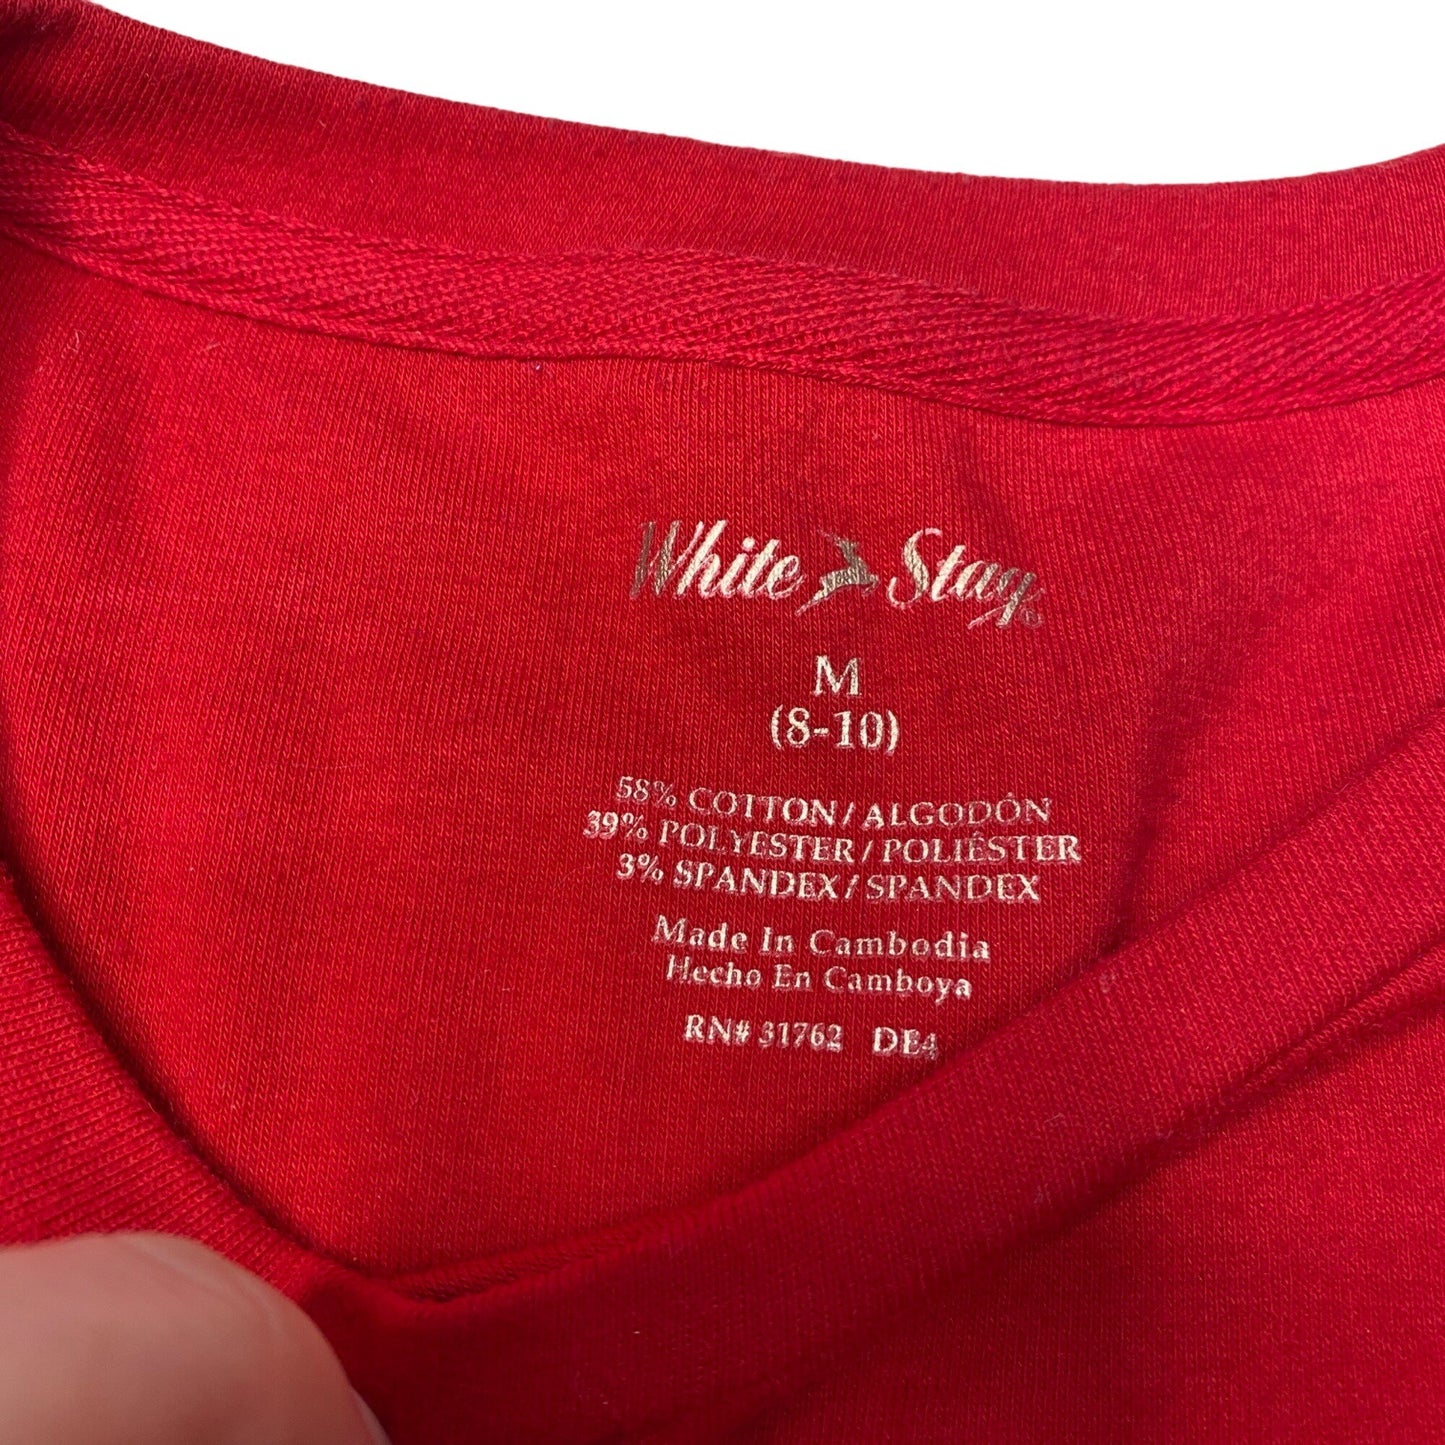 White Stag®
M
(8-10)
58% COTTON/ALGODÓN
39% POLYESTER/POLIÉSTER
3% SPANDEX/SPANDEX
Made In Cambodia
Hecho En Camboya
RN# 31762 DE4